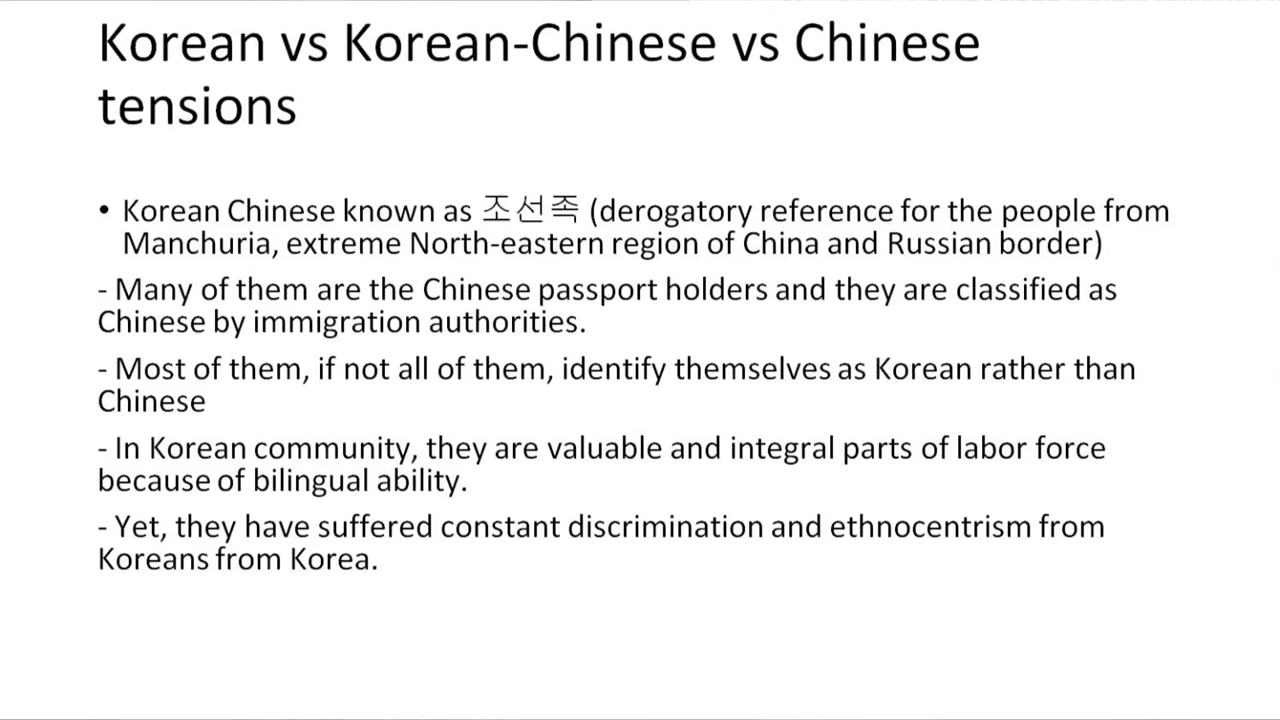 Korean vs Korean-Chinese vs Chinese
tensions
• Korean Chinese known as 조선족 (derogatory reference for the people from
Manchuria, extreme North-eastern region of China and Russian border)
- Many of them are the Chinese passport holders and they are classified as
Chinese by immigration authorities.
- Most of them, if not all of them, identify themselves as Korean rather than
Chinese
- In Korean community, they are valuable and integral parts of labor force
because of bilingual ability.
- Yet, they have suffered constant discrimination and ethnocentrism from
Koreans from Korea.